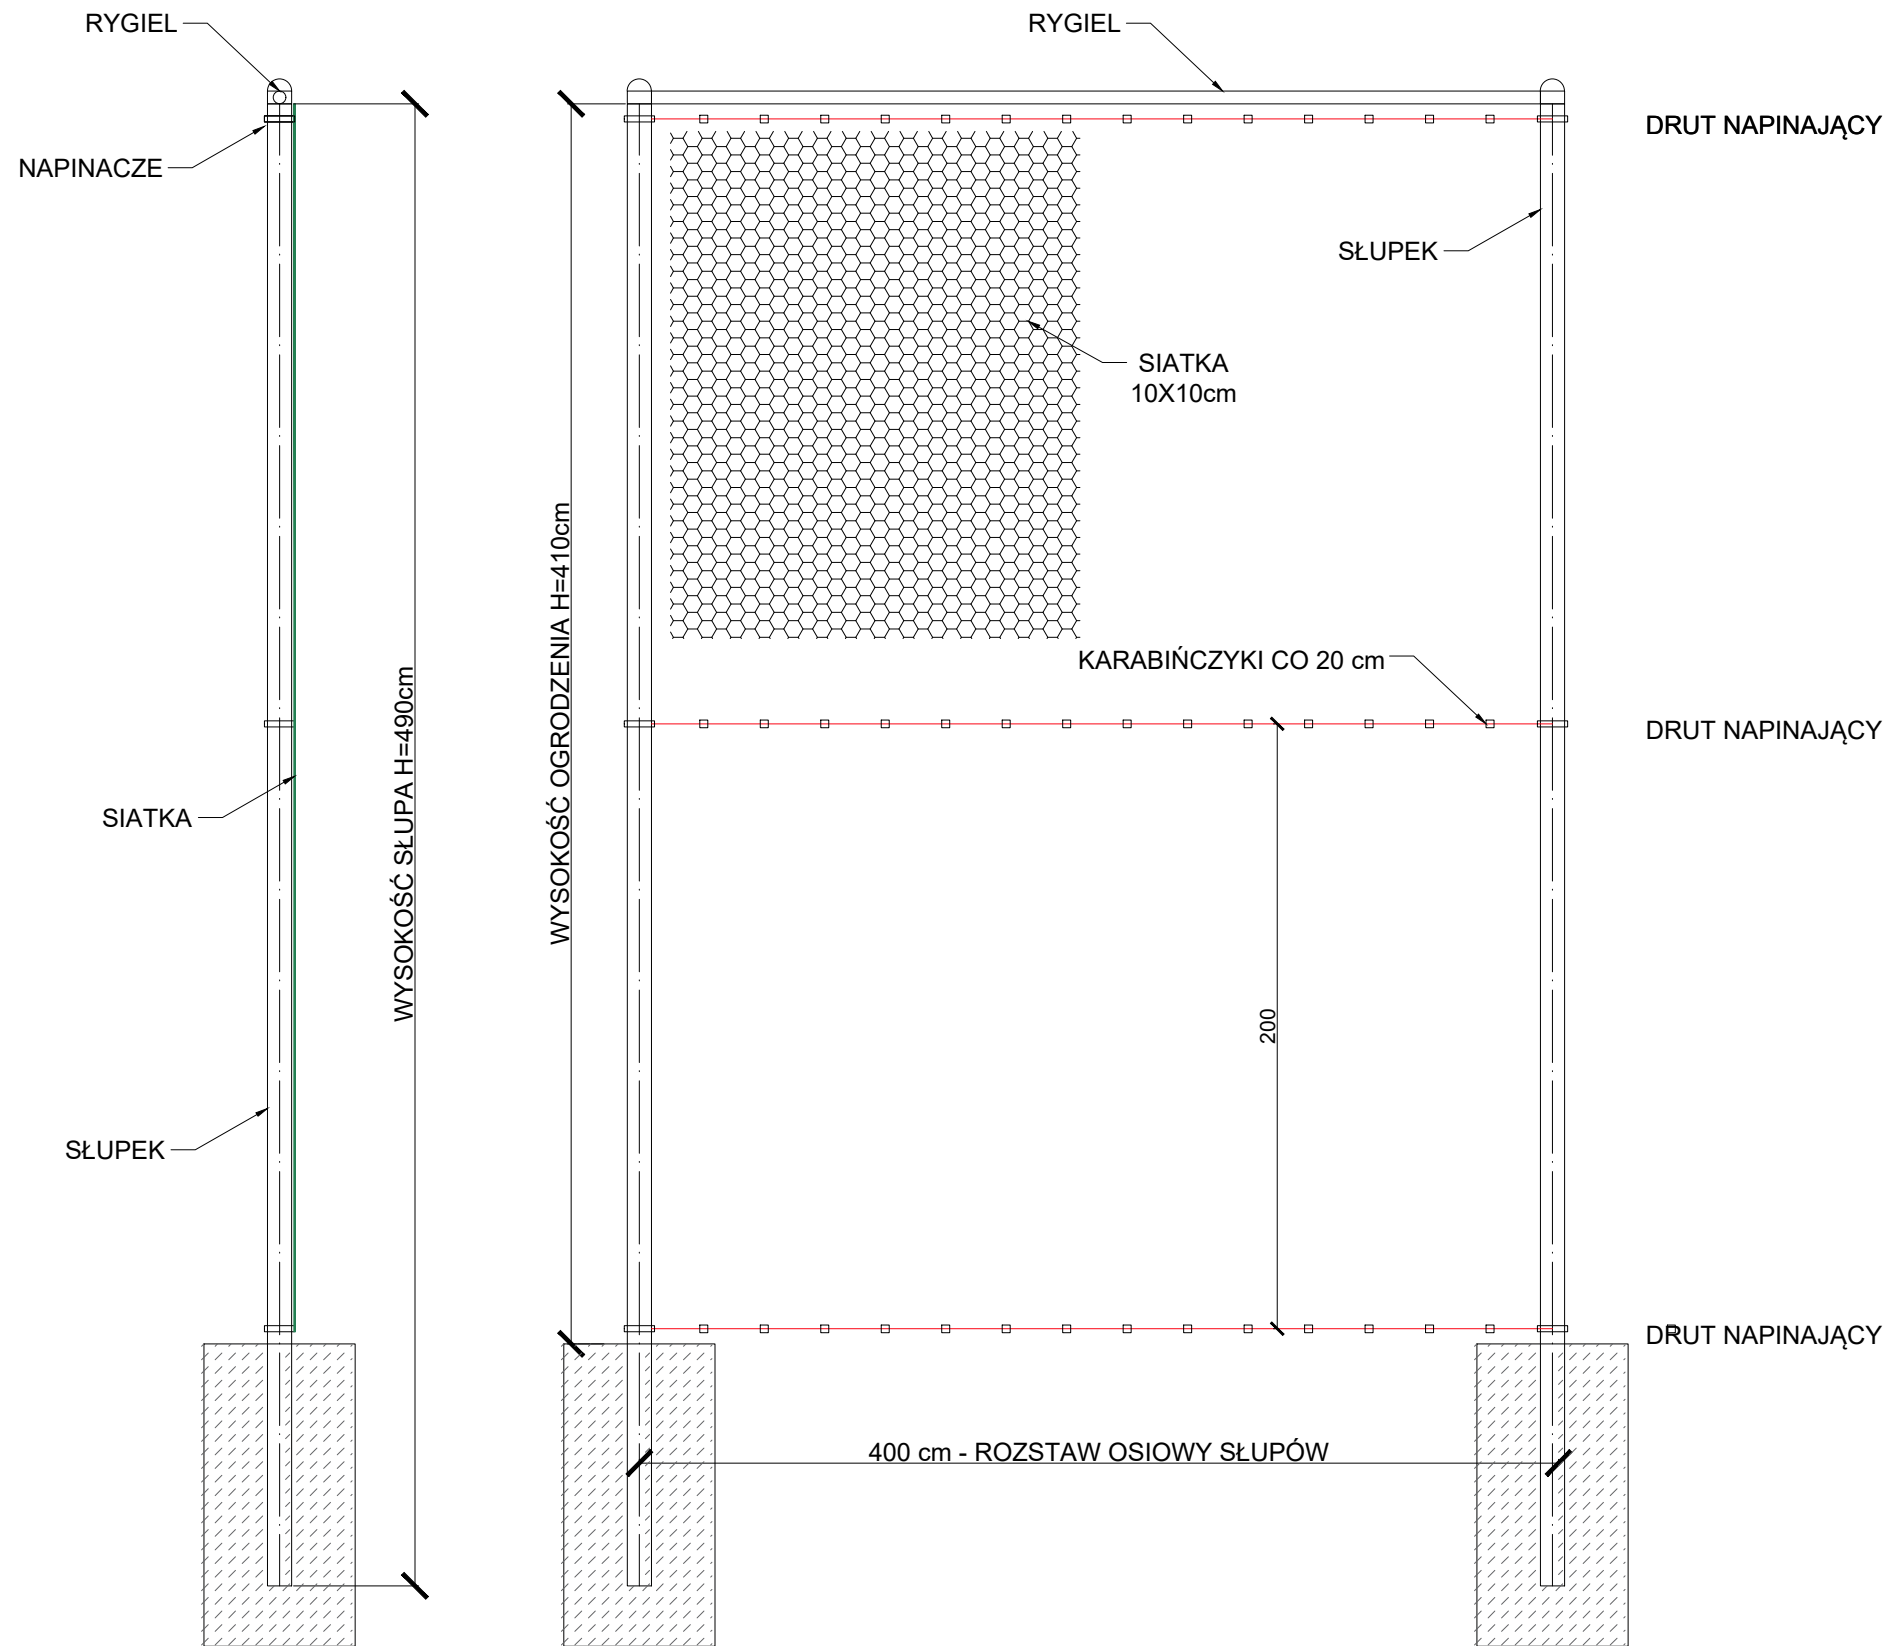 RYGIEL
RYGIEL
DRUT NAPINAJĄCY
NAPINACZE
SŁUPEK
SIATKA
10X10cm
WYSOKOŚĆ OGRODZENIA H=410cm
KARABIŃCZYKI CO 20 cm
WYSOKOŚĆ SŁUPA H=490cm
DRUT NAPINAJĄCY
SIATKA
200
SŁUPEK
DRUT NAPINAJĄCY
400 cm - ROZSTAW OSIOWY SŁUPÓW